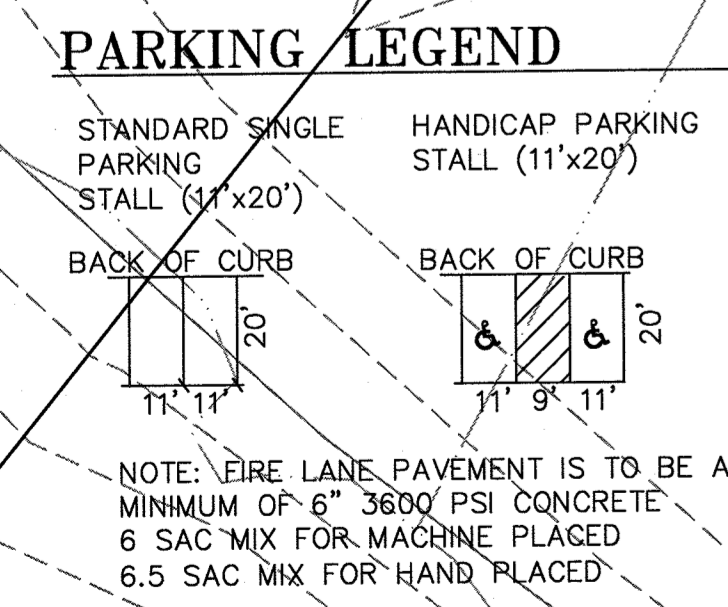 PARKING LEGEND
STANDARD SINGLE
PARKING
STALL (11'x20')
HANDICAP PARKING
STALL (11'x20')
BACK OF CURB
20'
11' 11'
BACK OF CURB
20'
11' 9' 11'
NOTE: FIRE LANE PAVEMENT IS TO BE A
MINIMUM OF 6" 3600 PSI CONCRETE
6 SAC MIX FOR MACHINE PLACED
6.5 SAC MIX FOR HAND PLACED